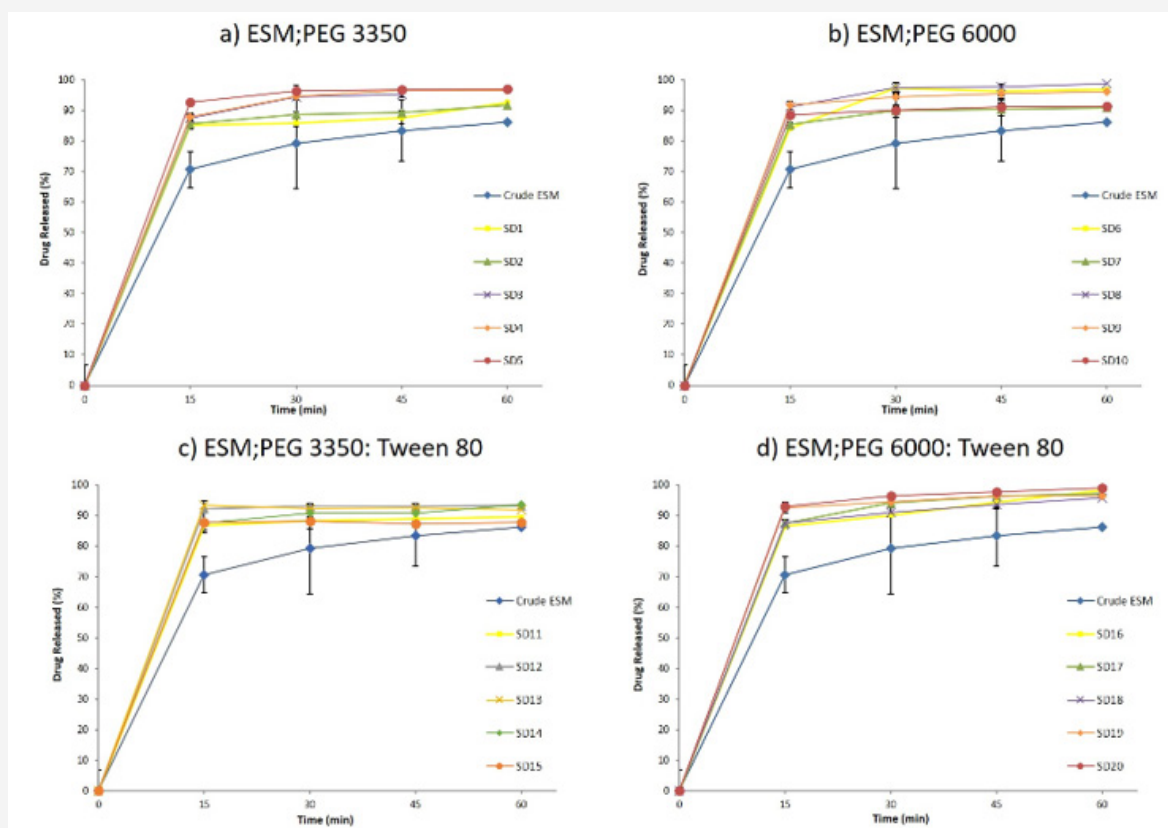 a) ESM;PEG 3350
100
90
80
70
60
50
40
30
20
10
0
Drug Released (%)
0 15 30 45 60
Time (min)
Crude ESM
SD1
SD2
SD3
SD4
SD5
b) ESM;PEG 6000
100
90
80
70
60
50
40
30
20
10
0
Drug Released (%)
0 15 30 45 60
Time (min)
Crude ESM
SD6
SD7
SD8
SD9
SD10
c) ESM;PEG 3350: Tween 80
100
90
80
70
60
50
40
30
20
10
0
Drug Released (%)
0 15 30 45 60
Time (min)
Crude ESM
SD11
SD12
SD13
SD14
SD15
d) ESM;PEG 6000: Tween 80
100
90
80
70
60
50
40
30
20
10
0
Drug Released (%)
0 15 30 45 60
Time (min)
Crude ESM
SD16
SD17
SD18
SD19
SD20